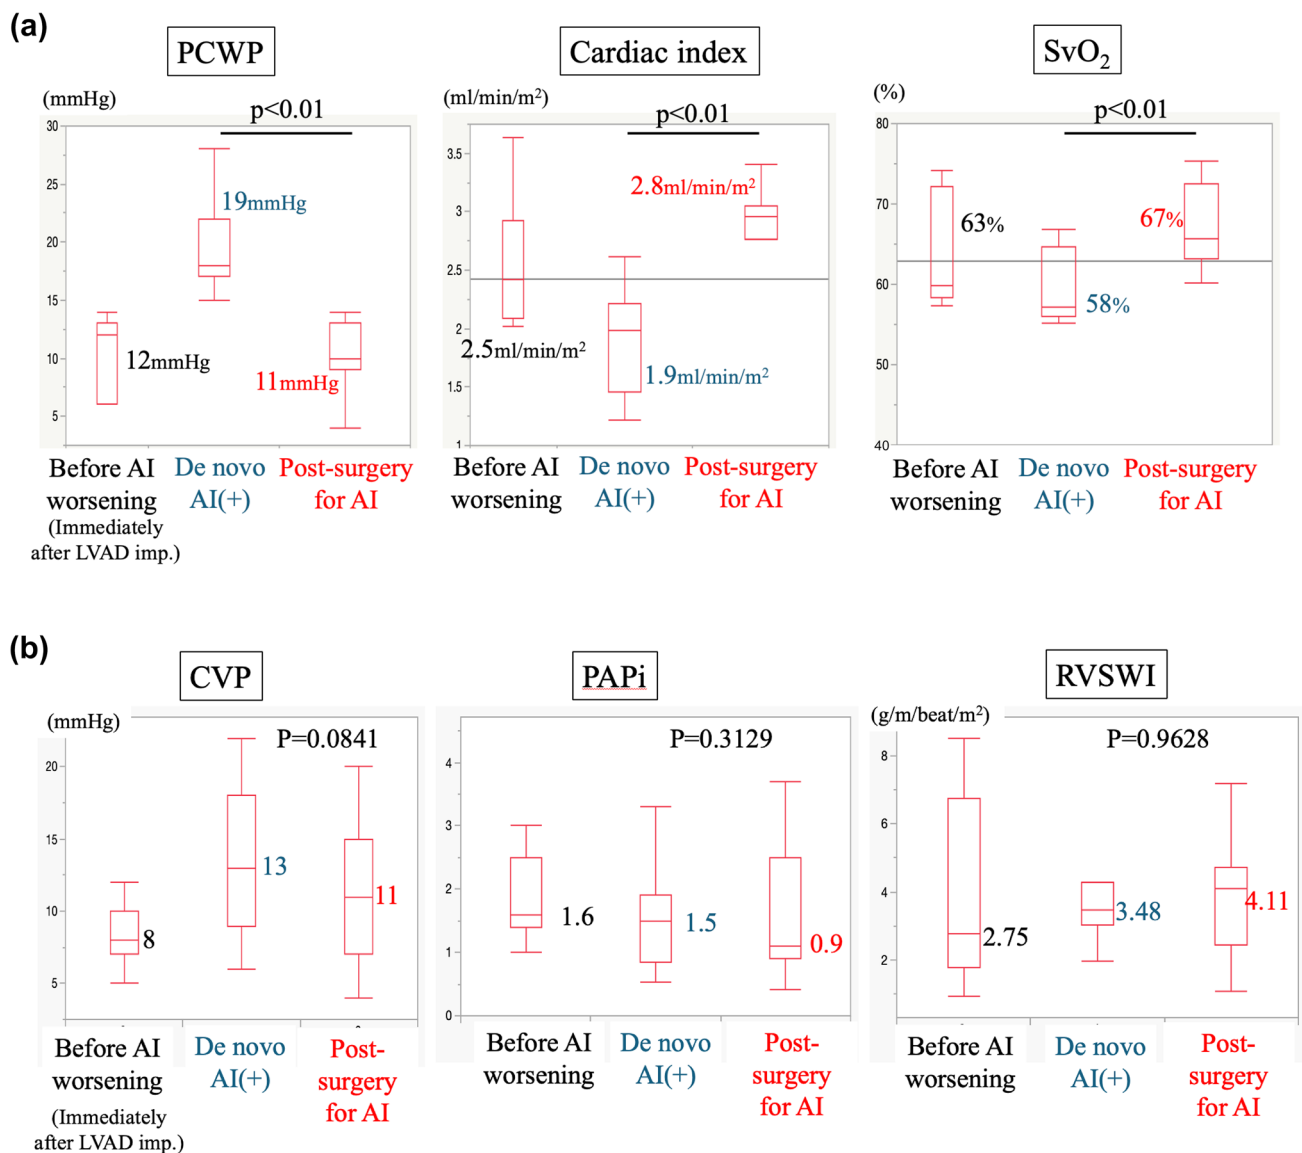 (a)
PCWP
(mmHg)
p<0.01
30
25
20
15
10
5
19mmHg
12mmHg
11mmHg
Before AI worsening
(Immediately after LVAD imp.)
De novo AI(+)
Post-surgery for AI
Cardiac index
(ml/min/m²)
p<0.01
3.5
3
2.5
2
1.5
1
2.8ml/min/m²
2.5ml/min/m²
1.9ml/min/m²
Before AI worsening
De novo AI(+)
Post-surgery for AI
SvO₂
(%)
p<0.01
80
70
60
50
40
63%
67%
58%
Before AI worsening
De novo AI(+)
Post-surgery for AI
(b)
CVP
(mmHg)
P=0.0841
20
15
10
5
13
11
8
Before AI worsening
(Immediately after LVAD imp.)
De novo AI(+)
Post-surgery for AI
PAPi
P=0.3129
4
3
2
1
0
1.6
1.5
0.9
Before AI worsening
De novo AI(+)
Post-surgery for AI
RVSWI
(g/m/beat/m²)
P=0.9628
8
6
4
2
2.75
3.48
4.11
Before AI worsening
De novo AI(+)
Post-surgery for AI